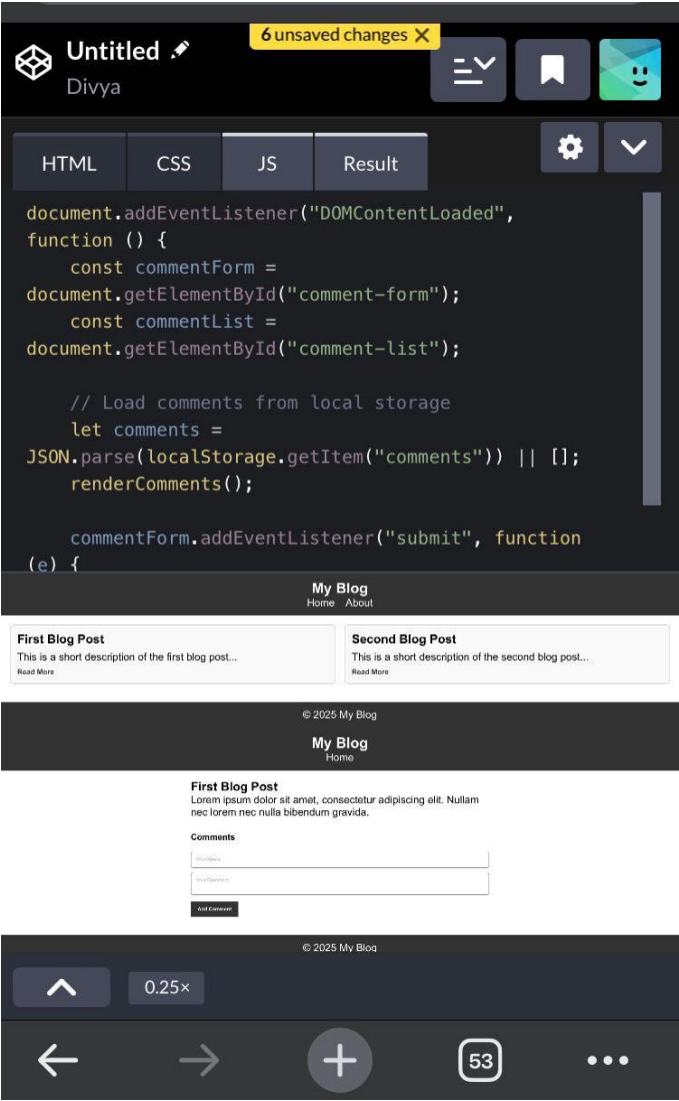 6 unsaved changes X
Untitled
Divya
HTML CSS JS Result
document.addEventListener("DOMContentLoaded",
function () {
    const commentForm =
document.getElementById("comment-form");
    const commentList =
document.getElementById("comment-list");
    // Load comments from local storage
    let comments =
JSON.parse(localStorage.getItem("comments")) || [];
    renderComments();
    commentForm.addEventListener("submit", function
(e) {
My Blog
Home About
First Blog Post
This is a short description of the first blog post...
Read More
Second Blog Post
This is a short description of the second blog post...
Read More
© 2025 My Blog
My Blog
Home
First Blog Post
Lorem ipsum dolor sit amet, consectetur adipiscing elit. Nullam
nec lorem nec nulla bibendum gravida.
Comments
Your Name
Your Comment
Add Comment
© 2025 My Blog
0.25×
53